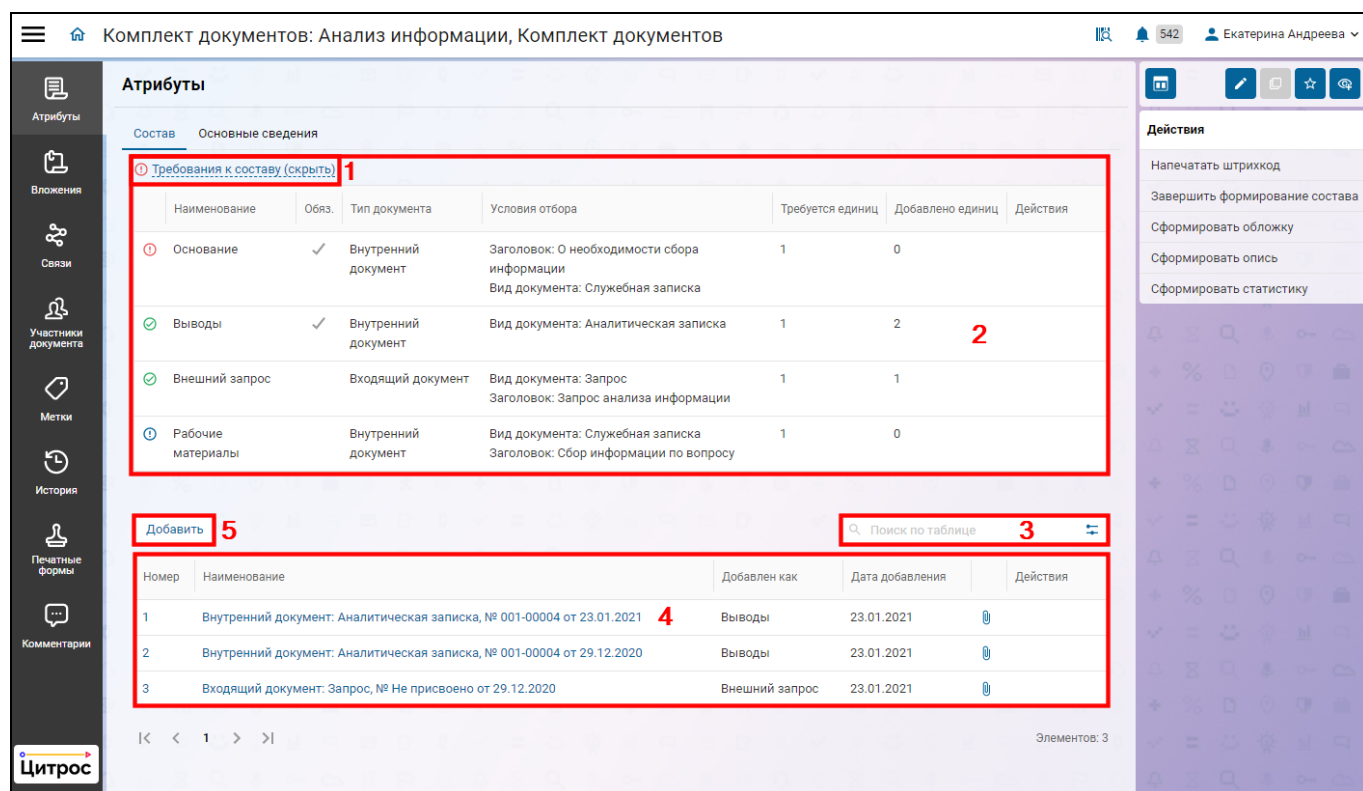 Комплект документов: Анализ информации, Комплект документов
542
Екатерина Андреева
Атрибуты
Вложения
Связи
Участники
документа
Метки
История
Печатные
формы
Комментарии
Цитрос
Атрибуты
Состав Основные сведения
Требования к составу (скрыть) 1
Наименование Обяз. Тип документа Условия отбора Требуется единиц Добавлено единиц Действия
Основание Внутренний Заголовок: О необходимости сбора 1 0
документ информации
Вид документа: Служебная записка
Выводы Внутренний Вид документа: Аналитическая записка 1 2
документ
2
Внешний запрос Входящий документ Вид документа: Запрос 1 1
Заголовок: Запрос анализа информации
Рабочие Внутренний Вид документа: Служебная записка 1 0
материалы документ Заголовок: Сбор информации по вопросу
Добавить 5 Поиск по таблице 3
Номер Наименование Добавлен как Дата добавления Действия
1 Внутренний документ: Аналитическая записка, № 001-00004 от 23.01.2021 4 Выводы 23.01.2021
2 Внутренний документ: Аналитическая записка, № 001-00004 от 29.12.2020 Выводы 23.01.2021
3 Входящий документ: Запрос, № Не присвоено от 29.12.2020 Внешний запрос 23.01.2021
1 Элементов: 3
Действия
Напечатать штрихкод
Завершить формирование состава
Сформировать обложку
Сформировать опись
Сформировать статистику